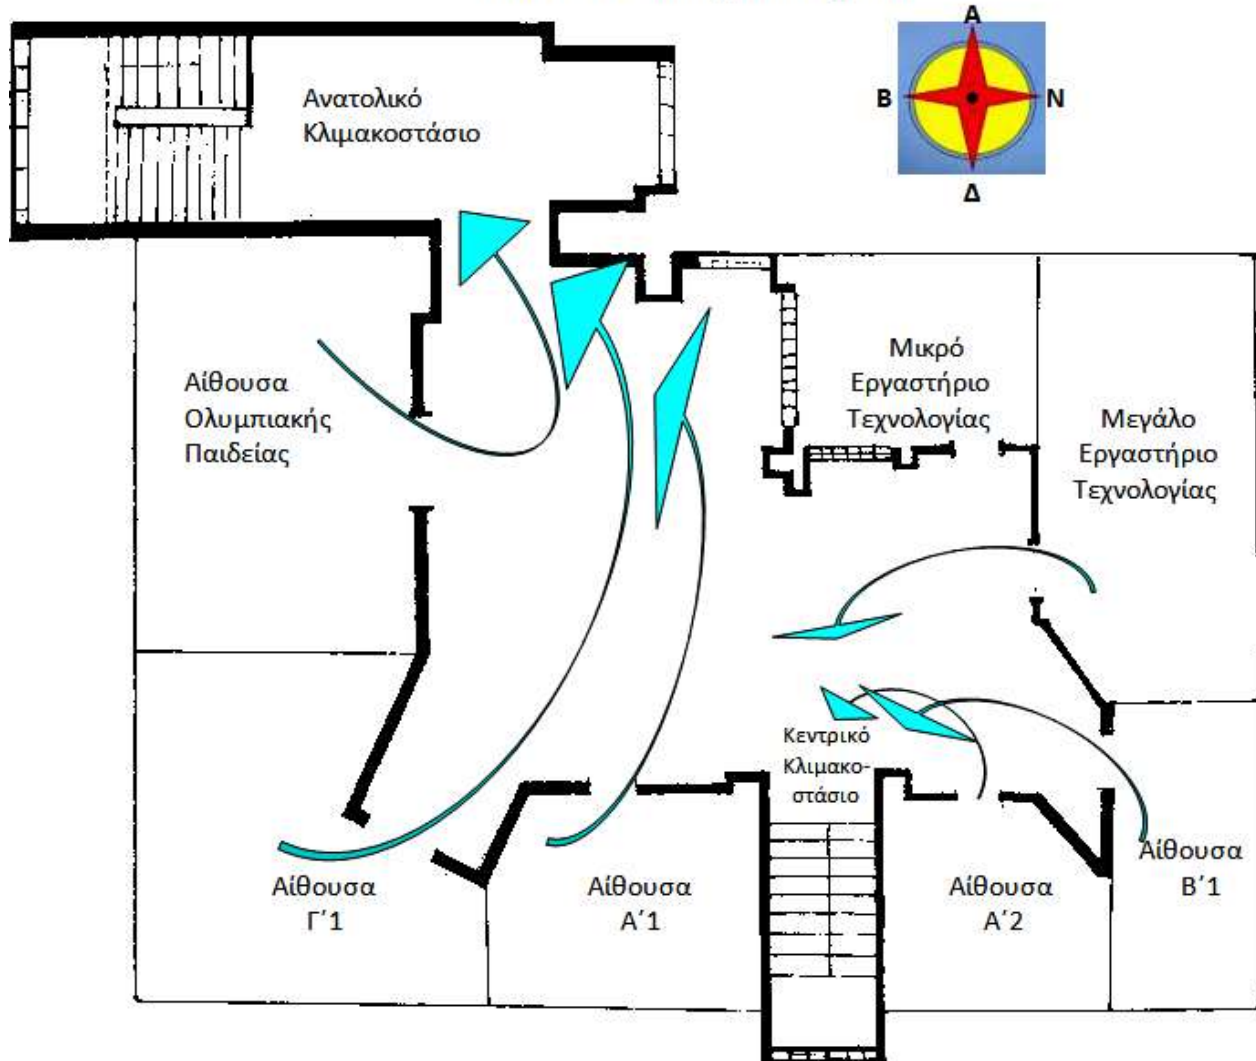 Α
Β
Ν
Δ
Ανατολικό
Κλιμακοστάσιο
Αίθουσα
Ολυμπιακής
Παιδείας
Μικρό
Εργαστήριο
Τεχνολογίας
Μεγάλο
Εργαστήριο
Τεχνολογίας
Κεντρικό
Κλιμακο-
στάσιο
Αίθουσα
Γ΄1
Αίθουσα
Α΄1
Αίθουσα
Α΄2
Αίθουσα
Β΄1